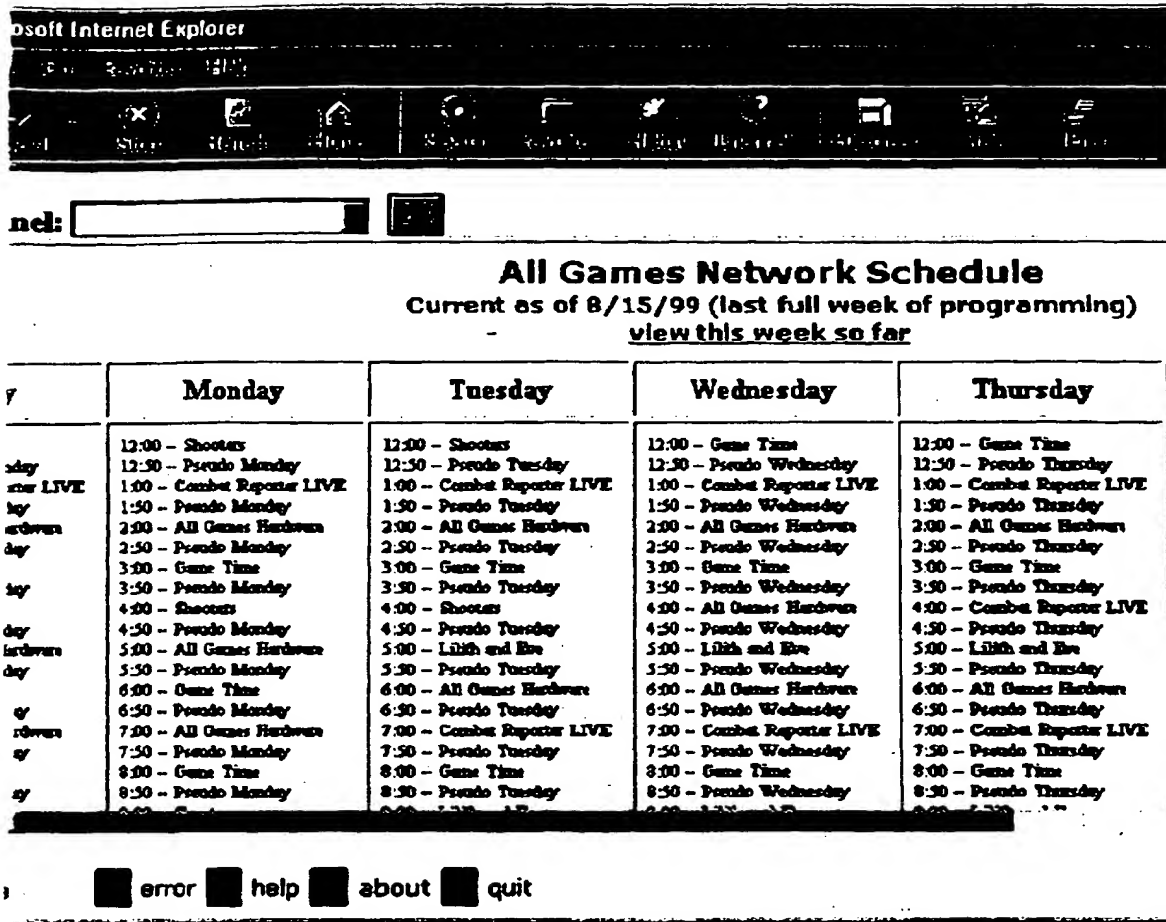 osoft Internet Explorer
nel:
All Games Network Schedule
Current as of 8/15/99 (last full week of programming)
view this week so far
y
day
rter LIVE
day
ardware
day
day
day
Hardware
day
ay
rdware
ay
ay
Monday
12:00 – Shooters
12:30 – Pseudo Monday
1:00 – Combat Reporter LIVE
1:30 – Pseudo Monday
2:00 – All Games Hardware
2:30 – Pseudo Monday
3:00 – Game Time
3:30 – Pseudo Monday
4:00 – Shooters
4:30 – Pseudo Monday
5:00 – All Games Hardware
5:30 – Pseudo Monday
6:00 – Game Time
6:30 – Pseudo Monday
7:00 – All Games Hardware
7:30 – Pseudo Monday
8:00 – Game Time
8:30 – Pseudo Monday
Tuesday
12:00 – Shooters
12:30 – Pseudo Tuesday
1:00 – Combat Reporter LIVE
1:30 – Pseudo Tuesday
2:00 – All Games Hardware
2:30 – Pseudo Tuesday
3:00 – Game Time
3:30 – Pseudo Tuesday
4:00 – Shooters
4:30 – Pseudo Tuesday
5:00 – Lilith and Eve
5:30 – Pseudo Tuesday
6:00 – All Games Hardware
6:30 – Pseudo Tuesday
7:00 – Combat Reporter LIVE
7:30 – Pseudo Tuesday
8:00 – Game Time
8:30 – Pseudo Tuesday
Wednesday
12:00 – Game Time
12:30 – Pseudo Wednesday
1:00 – Combat Reporter LIVE
1:30 – Pseudo Wednesday
2:00 – All Games Hardware
2:30 – Pseudo Wednesday
3:00 – Game Time
3:30 – Pseudo Wednesday
4:00 – All Games Hardware
4:30 – Pseudo Wednesday
5:00 – Lilith and Eve
5:30 – Pseudo Wednesday
6:00 – All Games Hardware
6:30 – Pseudo Wednesday
7:00 – Combat Reporter LIVE
7:30 – Pseudo Wednesday
8:00 – Game Time
8:30 – Pseudo Wednesday
Thursday
12:00 – Game Time
12:30 – Pseudo Thursday
1:00 – Combat Reporter LIVE
1:30 – Pseudo Thursday
2:00 – All Games Hardware
2:30 – Pseudo Thursday
3:00 – Game Time
3:30 – Pseudo Thursday
4:00 – Combat Reporter LIVE
4:30 – Pseudo Thursday
5:00 – Lilith and Eve
5:30 – Pseudo Thursday
6:00 – All Games Hardware
6:30 – Pseudo Thursday
7:00 – Combat Reporter LIVE
7:30 – Pseudo Thursday
8:00 – Game Time
8:30 – Pseudo Thursday
error help about quit